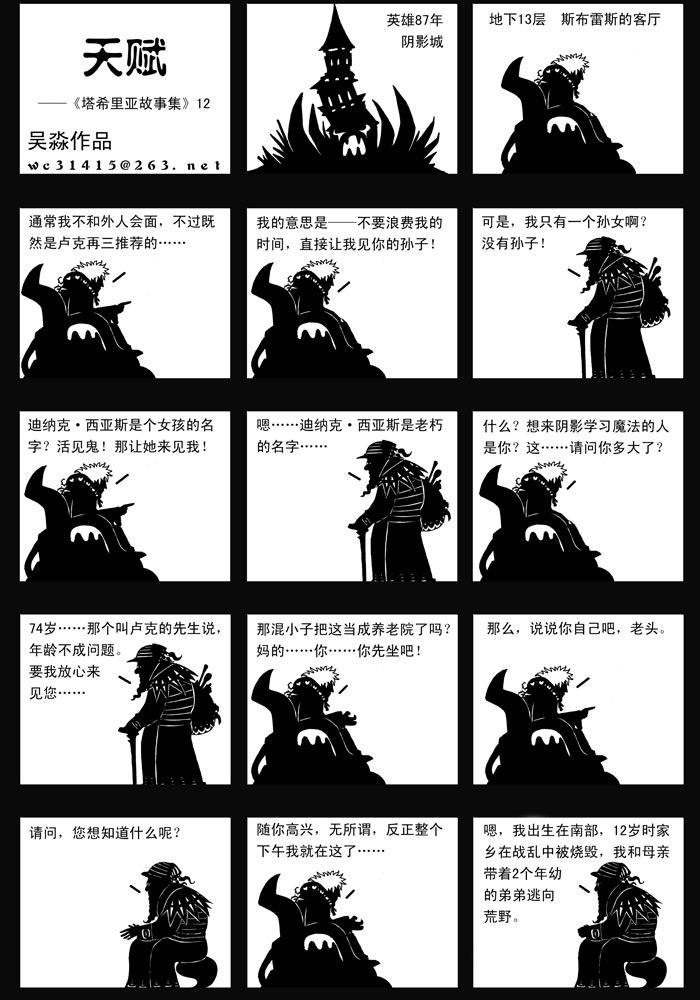 天赋
——《塔希里亚故事集》12
吴淼作品
wc31415@263.net
英雄87年
阴影城
地下13层　斯布雷斯的客厅
通常我不和外人会面，不过既
然是卢克再三推荐的……
我的意思是——不要浪费我的
时间，直接让我见你的孙子！
可是，我只有一个孙女啊？
没有孙子！
迪纳克·西亚斯是个女孩的名
字？活见鬼！那让她来见我！
嗯……迪纳克·西亚斯是老朽
的名字……
什么？想来阴影学习魔法的人
是你？这……请问你多大了？
74岁……那个叫卢克的先生说，
年龄不成问题。
要我放心来
见您……
那混小子把这当成养老院了吗？
妈的……你……你先坐吧！
那么，说说你自己吧，老头。
请问，您想知道什么呢？
随你高兴，无所谓，反正整个
下午我就在这了……
嗯，我出生在南部，12岁时家
乡在战乱中被烧毁，我和母亲
带着2个年幼
的弟弟逃向
荒野。